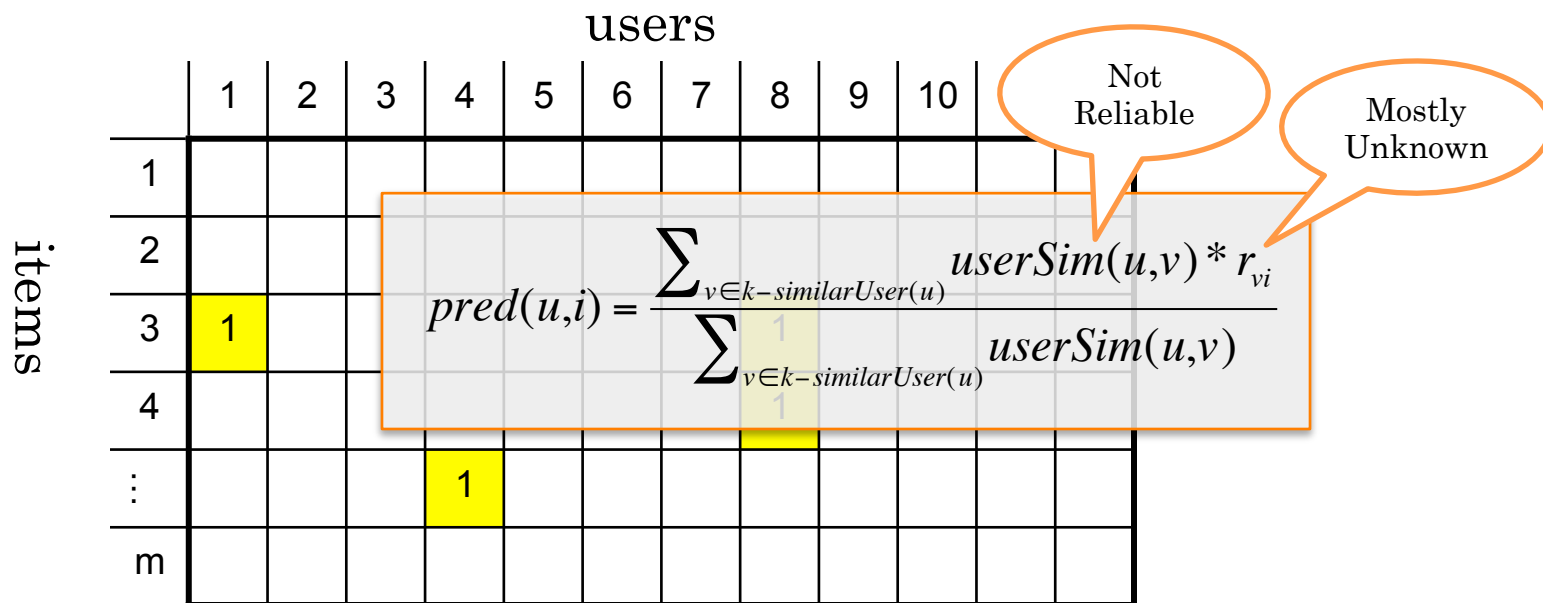 users
1 2 3 4 5 6 7 8 9 10
Not
Reliable
Mostly
Unknown
items
1
2
3 1 1
4 1
⋮ 1
m
pred(u,i) = ∑v∈k−similarUser(u) userSim(u,v) * rvi
∑v∈k−similarUser(u) userSim(u,v)